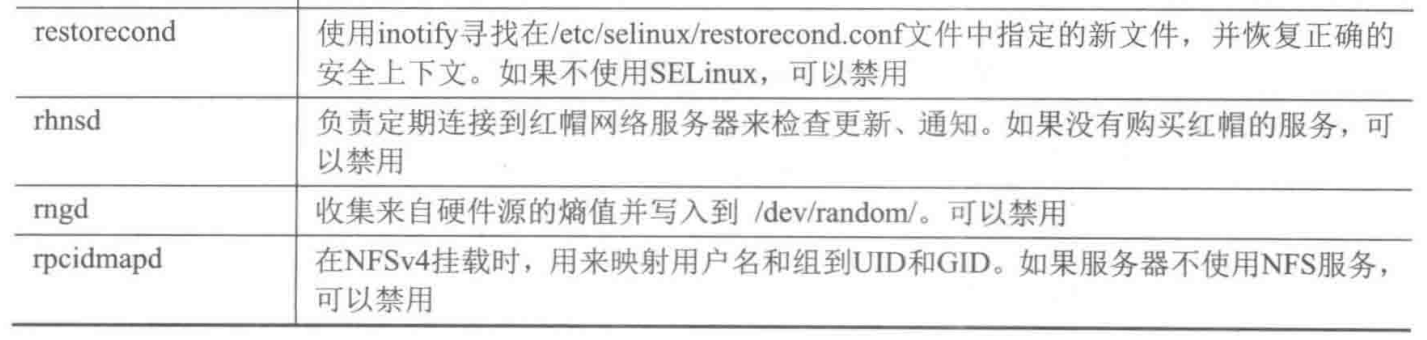 restorecond 使用inotify寻找在/etc/selinux/restorecond.conf文件中指定的新文件，并恢复正确的
安全上下文。如果不使用SELinux，可以禁用
rhnsd 负责定期连接到红帽网络服务器来检查更新、通知。如果没有购买红帽的服务，可
以禁用
rngd 收集来自硬件源的熵值并写入到 /dev/random/。可以禁用
rpcidmapd 在NFSv4挂载时，用来映射用户名和组到UID和GID。如果服务器不使用NFS服务，
可以禁用